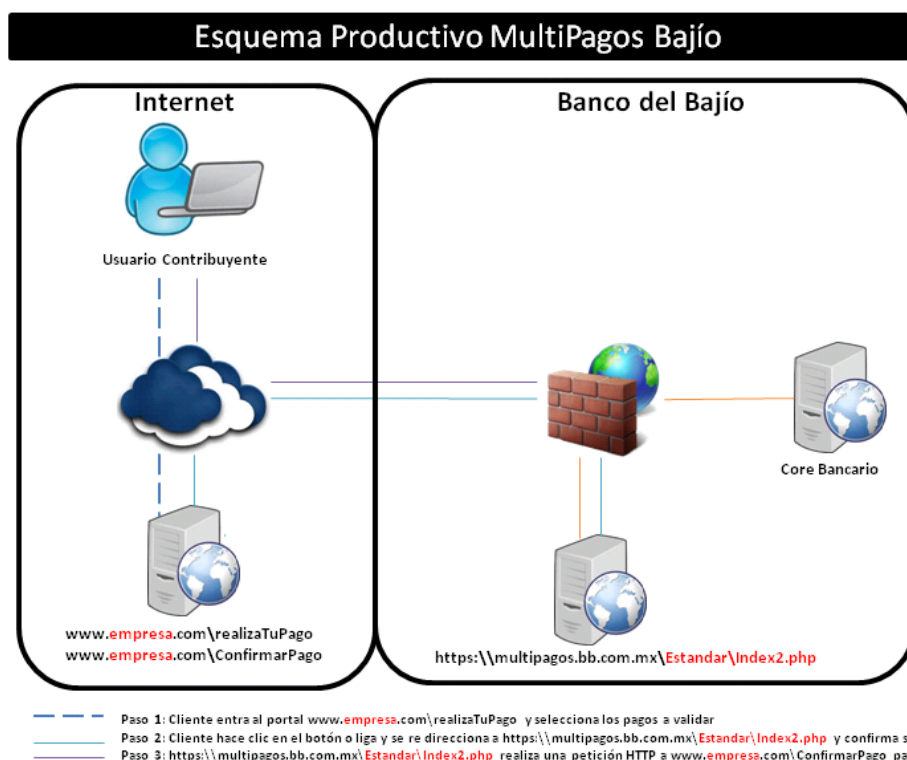 Esquema Productivo MultiPagos Bajío
Internet
Banco del Bajío
Usuario Contribuyente
Core Bancario
www.empresa.com\realizaTuPago
www.empresa.com\ConfirmarPago
https:\\multipagos.bb.com.mx\Estandar\Index2.php
Paso 1: Cliente entra al portal www.empresa.com\realizaTuPago y selecciona los pagos a validar
Paso 2: Cliente hace clic en el botón o liga y se re direcciona a https:\\multipagos.bb.com.mx\Estandar\Index2.php y confirma s
Paso 3: https:\\multipagos.bb.com.mx\Estandar\Index2.php realiza una petición HTTP a www.empresa.com\ConfirmarPago pa